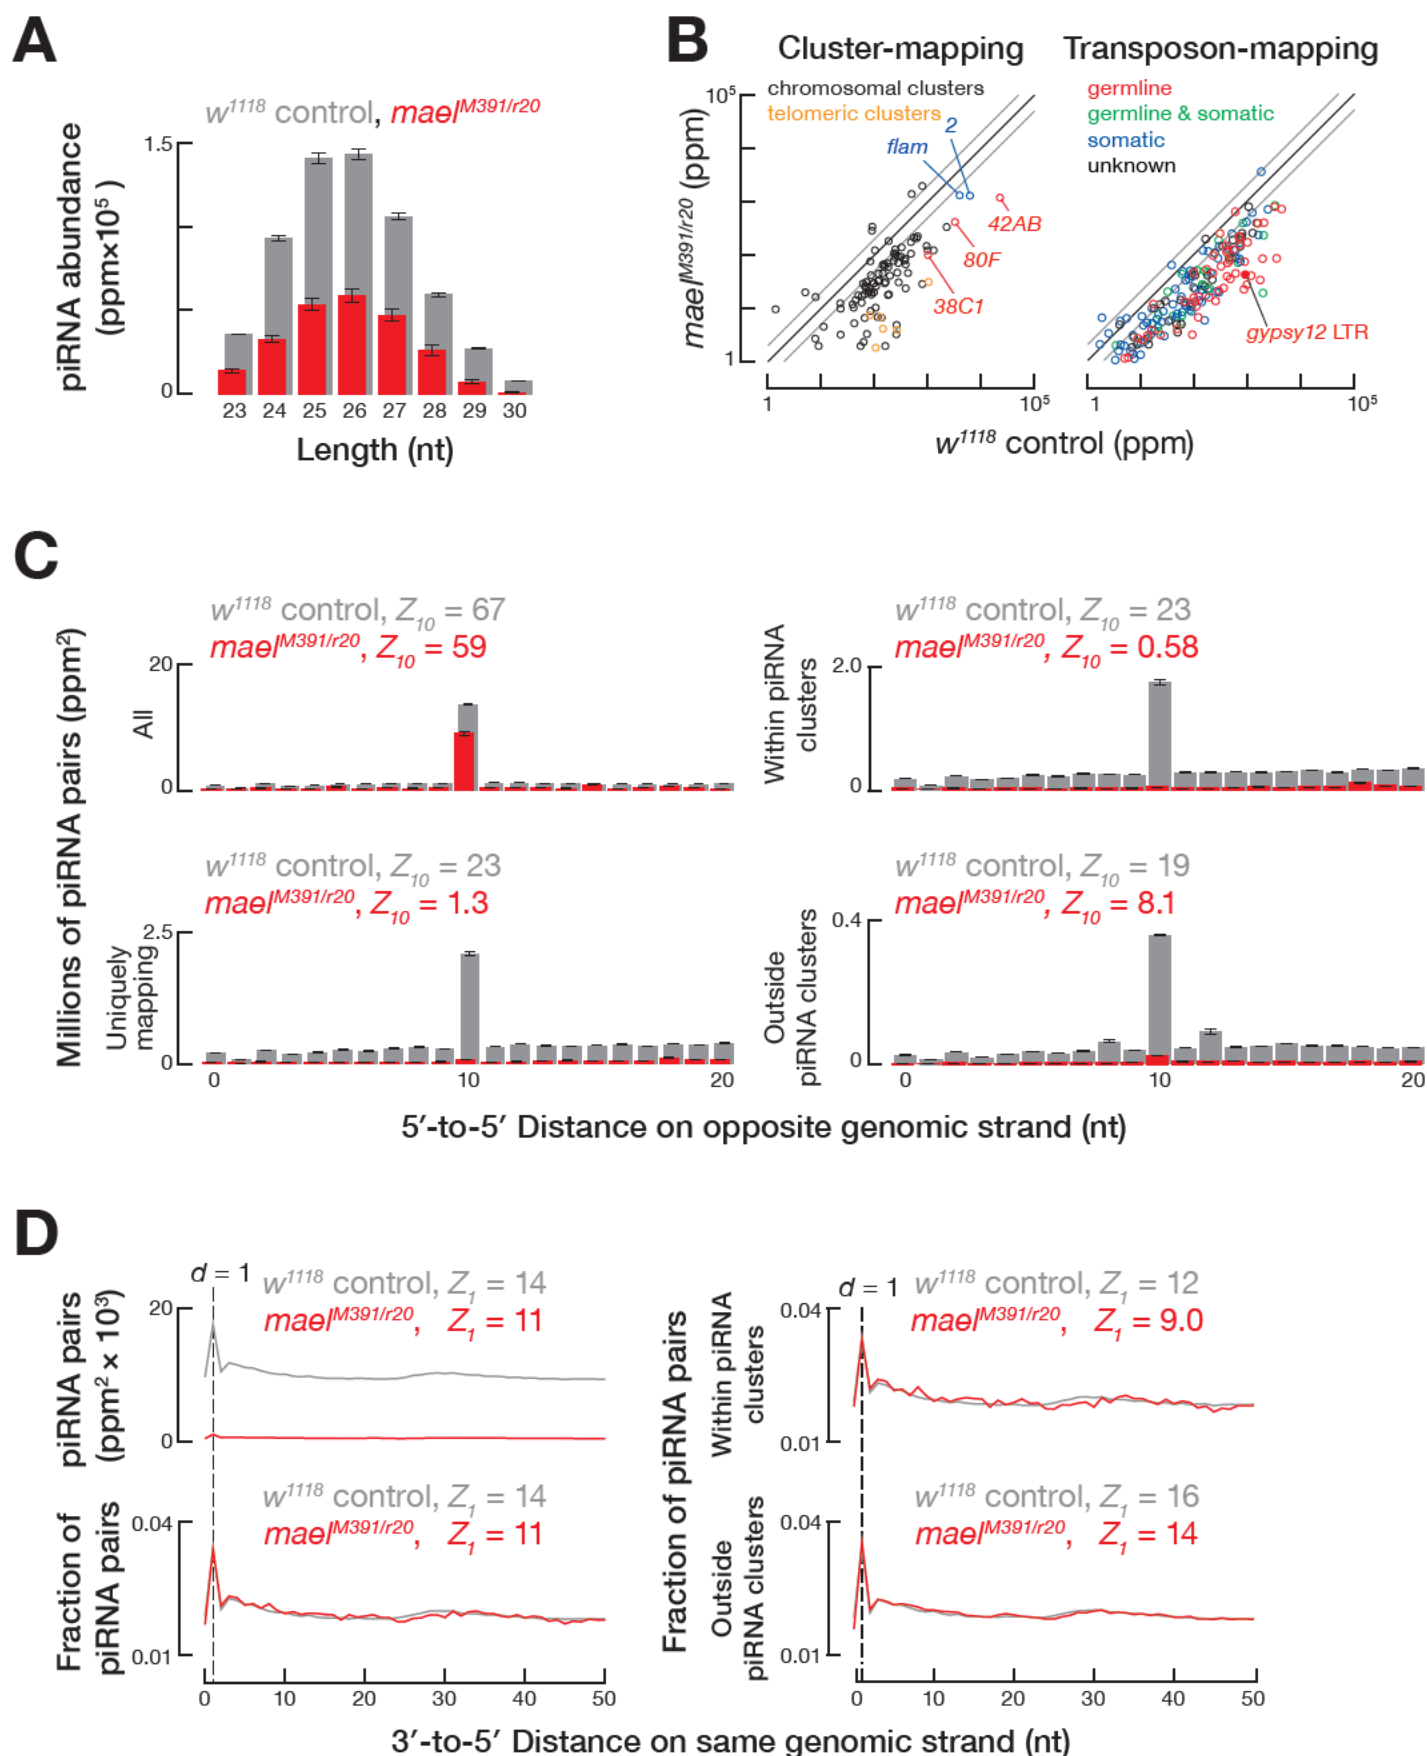 A
w1118 control, maelM391/r20
piRNA abundance
(ppm×105 )
1.5
0
23 24 25 26 27 28 29 30
Length (nt)
B
Cluster-mapping
Transposon-mapping
chromosomal clusters
telomeric clusters
germline
germline & somatic
somatic
unknown
maelM391/r20 (ppm)
105
1
flam
2
42AB
80F
38C1
gypsy12 LTR
1 105
1 105
w1118 control (ppm)
C
Millions of piRNA pairs (ppm2)
w1118 control, Z10 = 67
maelM391/r20, Z10 = 59
All
20
0
w1118 control, Z10 = 23
maelM391/r20, Z10 = 0.58
Within piRNA
clusters
2.0
0
w1118 control, Z10 = 23
maelM391/r20, Z10 = 1.3
Uniquely
mapping
2.5
0
0 10 20
w1118 control, Z10 = 19
maelM391/r20, Z10 = 8.1
Outside
piRNA clusters
0.4
0
0 10 20
5′-to-5′ Distance on opposite genomic strand (nt)
D
d = 1
w1118 control, Z1 = 14
maelM391/r20, Z1 = 11
piRNA pairs
(ppm2 × 103)
20
0
w1118 control, Z1 = 14
maelM391/r20, Z1 = 11
Fraction of
piRNA pairs
0.04
0.01
0 10 20 30 40 50
Fraction of piRNA pairs
d = 1
w1118 control, Z1 = 12
maelM391/r20, Z1 = 9.0
Within piRNA
clusters
0.04
0.01
w1118 control, Z1 = 16
maelM391/r20, Z1 = 14
Outside
piRNA clusters
0.04
0.01
0 10 20 30 40 50
3′-to-5′ Distance on same genomic strand (nt)